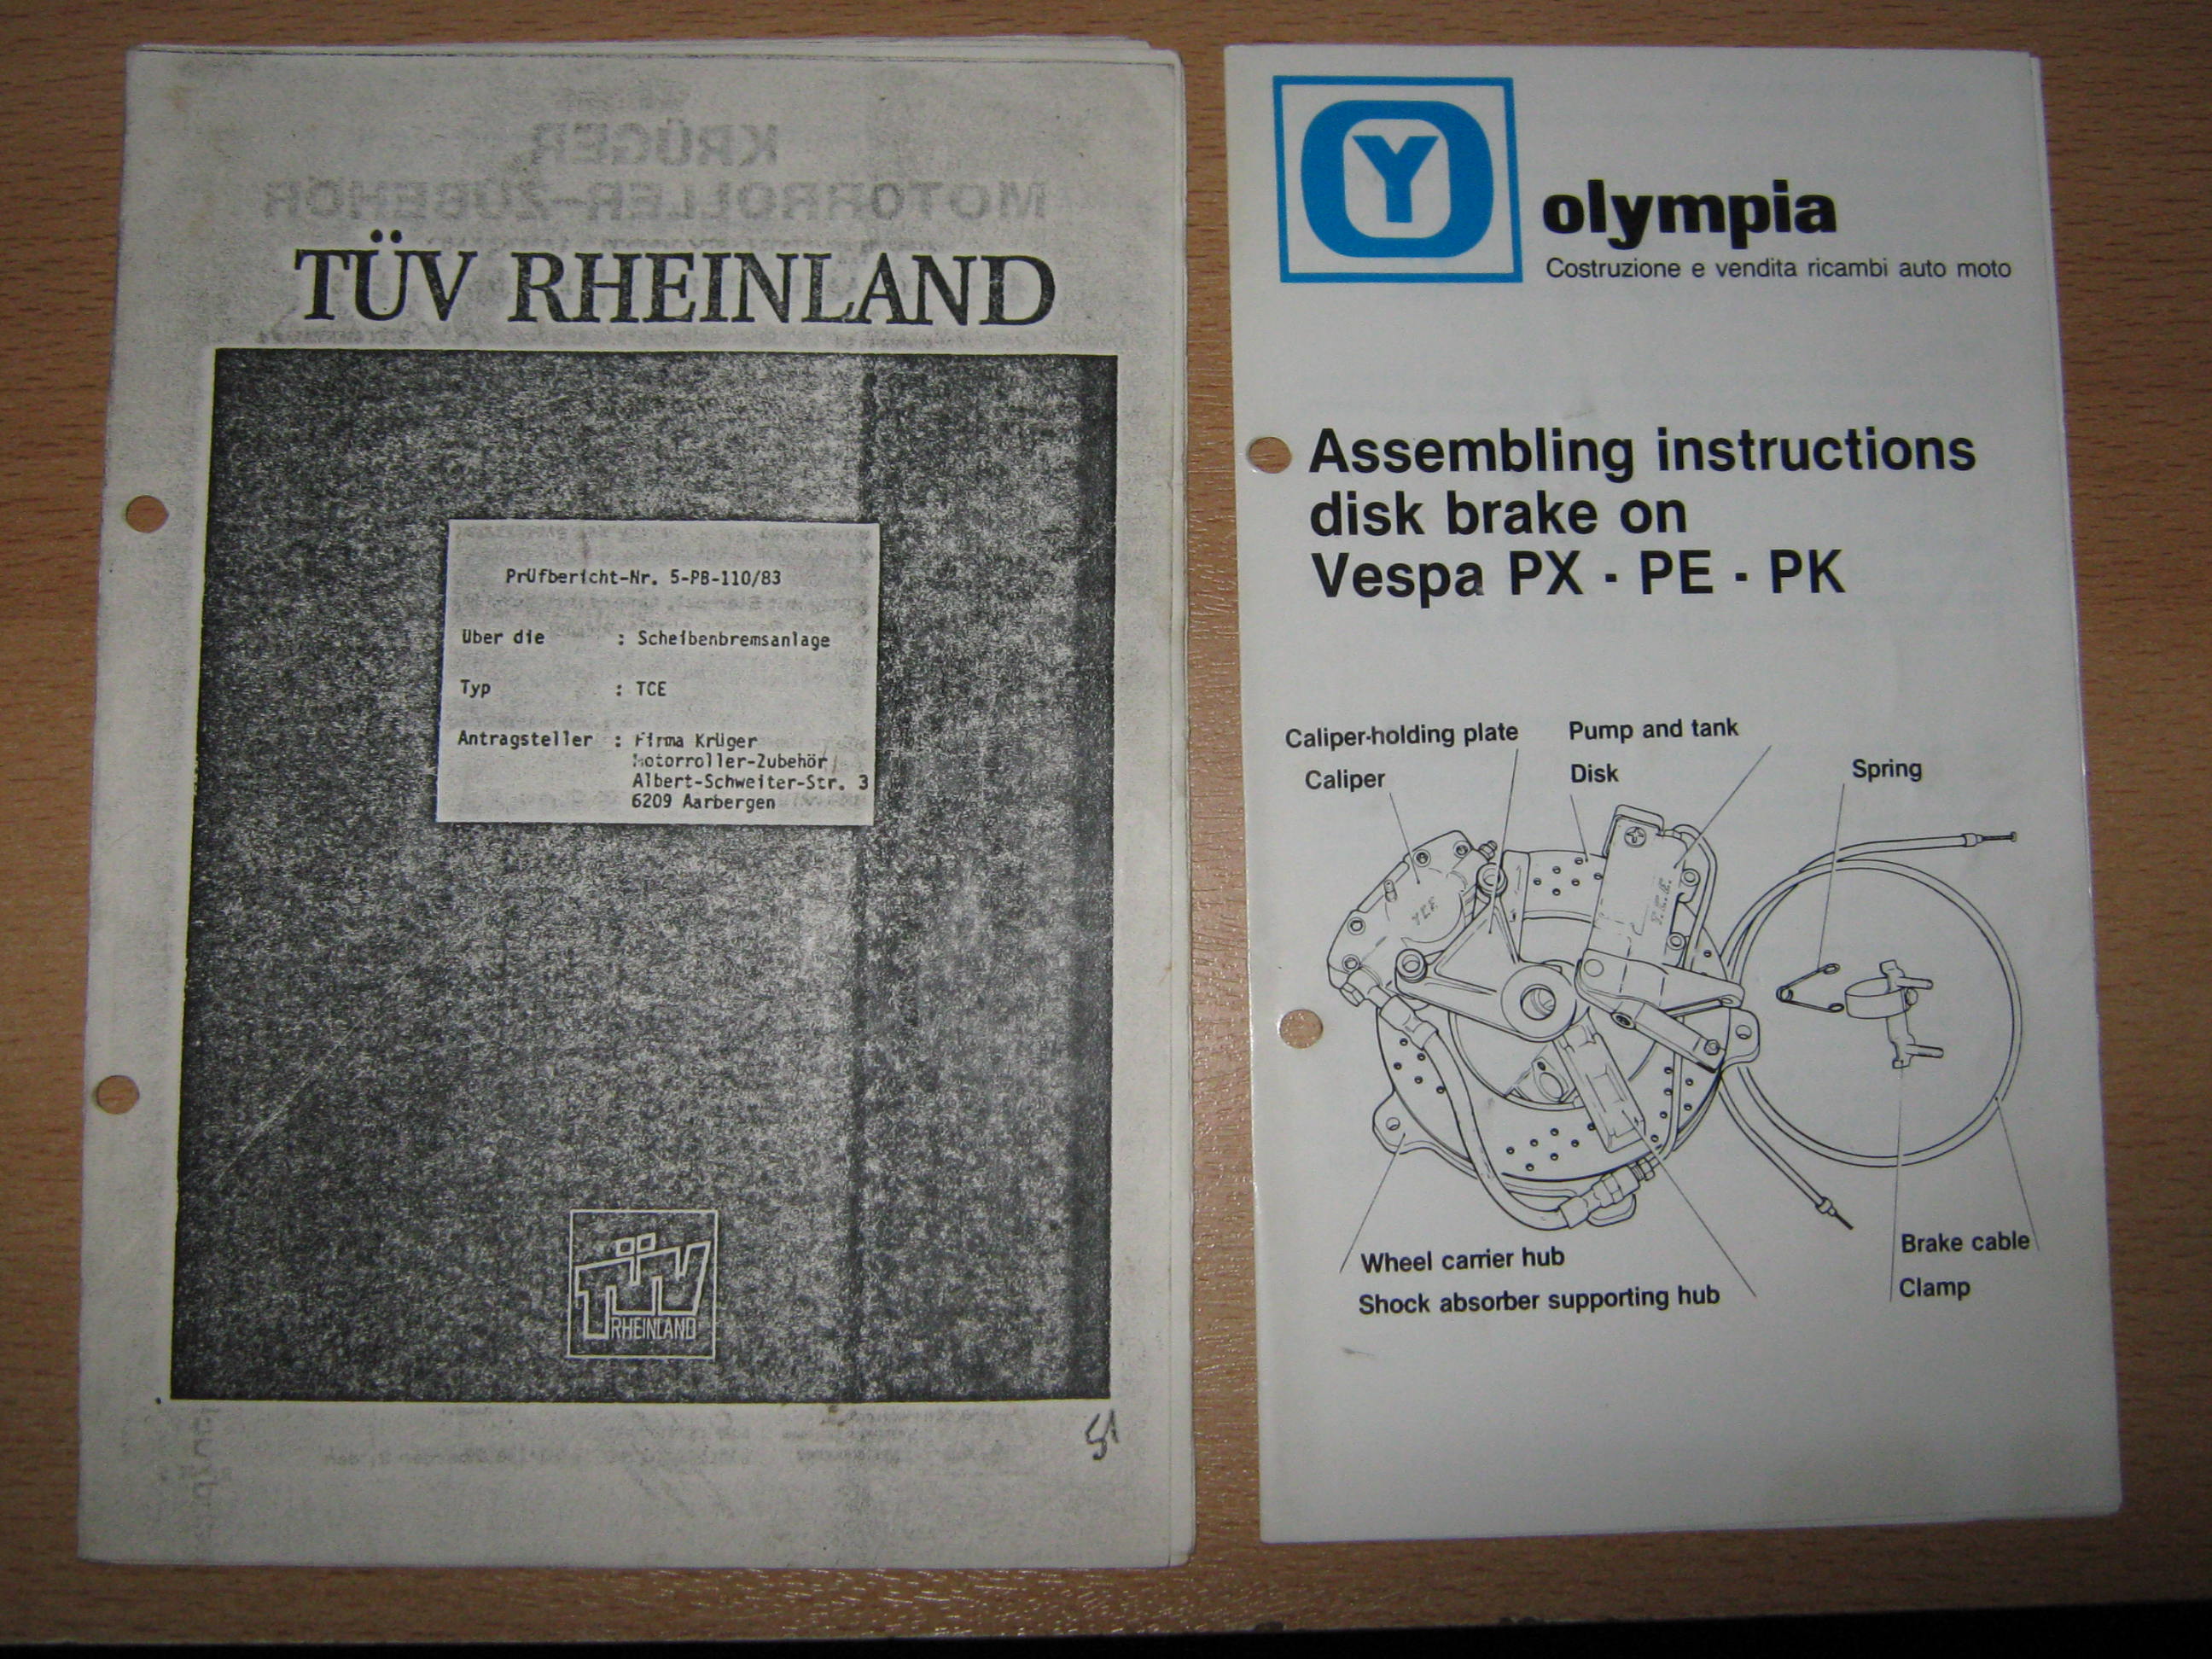 KRÜGER
MOTORROLLER-ZUBEHÖR
TÜV RHEINLAND
Prüfbericht-Nr. 5-PB-110/83
Über die : Scheibenbremsanlage
Typ : TCE
Antragsteller : Firma Krüger
Motorroller-Zubehör
Albert-Schweiter-Str. 3
6209 Aarbergen
TÜV
RHEINLAND
51
OY
olympia
Costruzione e vendita ricambi auto moto
Assembling instructions
disk brake on
Vespa PX - PE - PK
Caliper-holding plate
Pump and tank
Caliper
Disk
Spring
T.C.E.
T.C.E.
Brake cable
Wheel carrier hub
Clamp
Shock absorber supporting hub